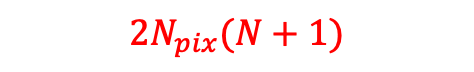 2N_{pix}(N + 1)